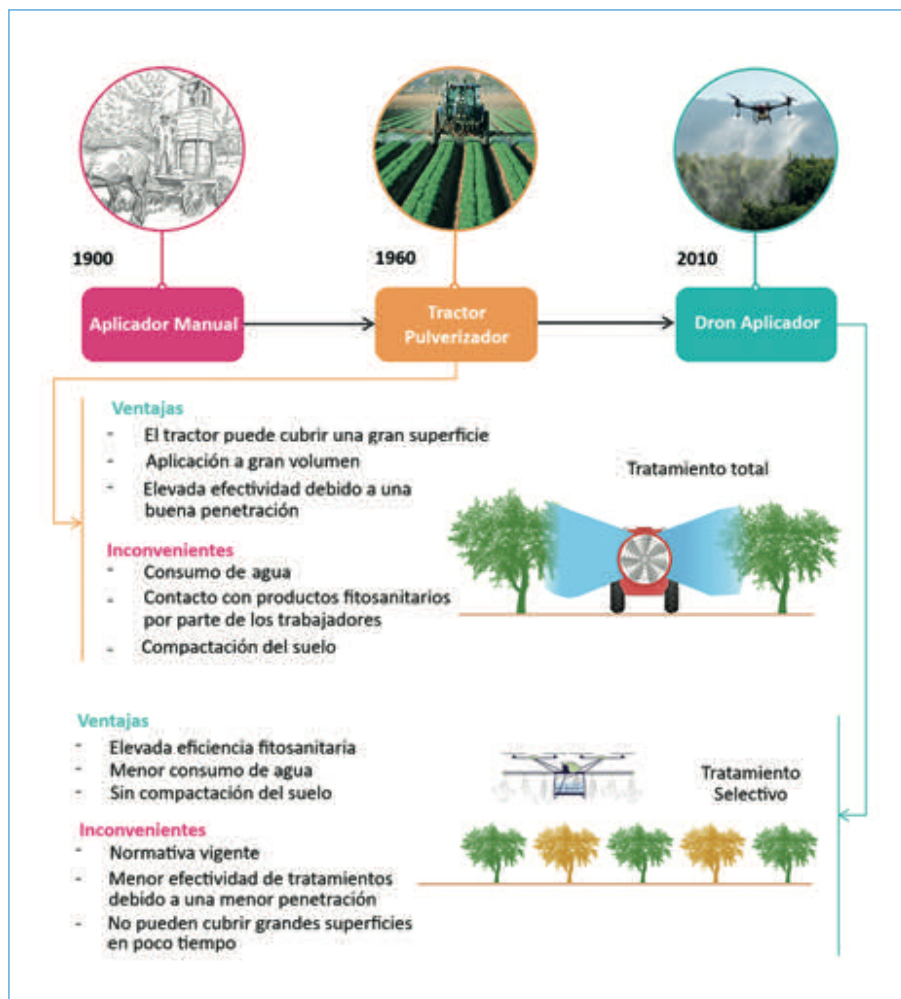 1900
1960
2010
Aplicador Manual
Tractor
Pulverizador
Dron Aplicador
Ventajas
- El tractor puede cubrir una gran superficie
- Aplicación a gran volumen
- Elevada efectividad debido a una
buena penetración
Inconvenientes
- Consumo de agua
- Contacto con productos fitosanitarios
por parte de los trabajadores
- Compactación del suelo
Tratamiento total
Ventajas
- Elevada eficiencia fitosanitaria
- Menor consumo de agua
- Sin compactación del suelo
Inconvenientes
- Normativa vigente
- Menor efectividad de tratamientos
debido a una menor penetración
- No pueden cubrir grandes superficies
en poco tiempo
Tratamiento
Selectivo